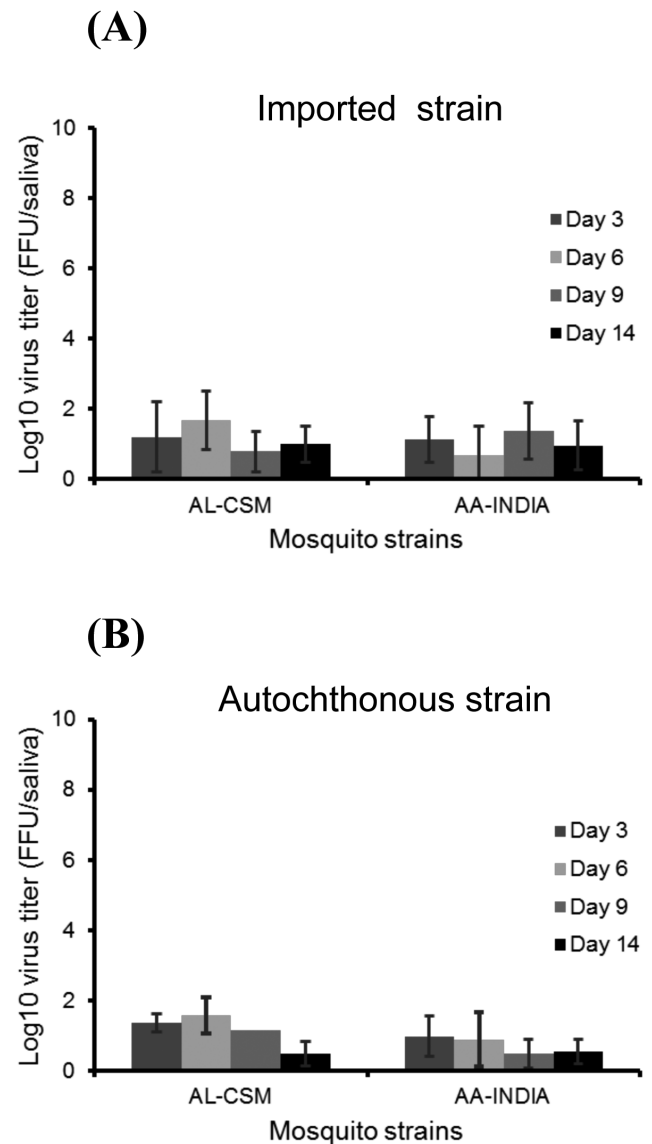 (A)
Imported strain
Log10 virus titer (FFU/saliva)
10
8
6
4
2
0
Day 3
Day 6
Day 9
Day 14
AL-CSM
AA-INDIA
Mosquito strains
(B)
Autochthonous strain
Log10 virus titer (FFU/saliva)
10
8
6
4
2
0
Day 3
Day 6
Day 9
Day 14
AL-CSM
AA-INDIA
Mosquito strains